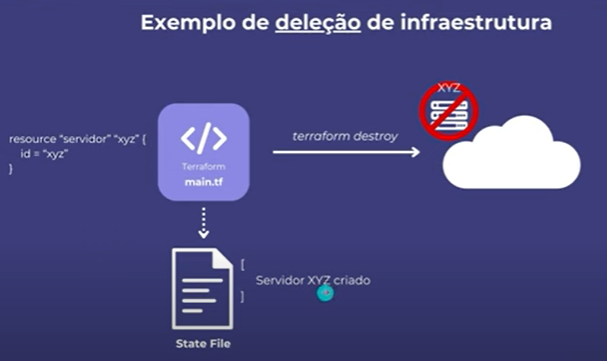 Exemplo de deleção de infraestrutura
XYZ
resource “servidor” “xyz” {
id = “xyz”
}
</>
Terraform
main.tf
terraform destroy
[
Servidor XYZ criado
]
State File